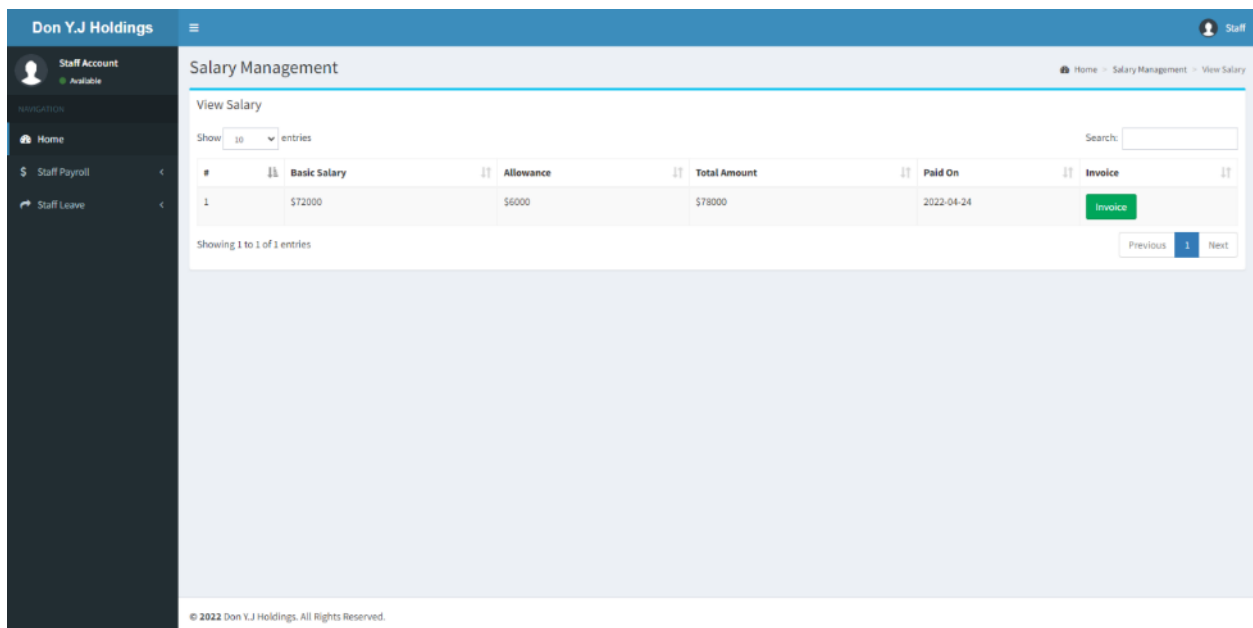 Don Y.J Holdings
Staff
Staff Account
Available
NAVIGATION
Home
Staff Payroll
Staff Leave
Salary Management
Home > Salary Management > View Salary
View Salary
Show 10 entries
Search:
# Basic Salary Allowance Total Amount Paid On Invoice
1 $72000 $6000 $78000 2022-04-24 Invoice
Showing 1 to 1 of 1 entries
Previous 1 Next
© 2022 Don Y.J Holdings. All Rights Reserved.